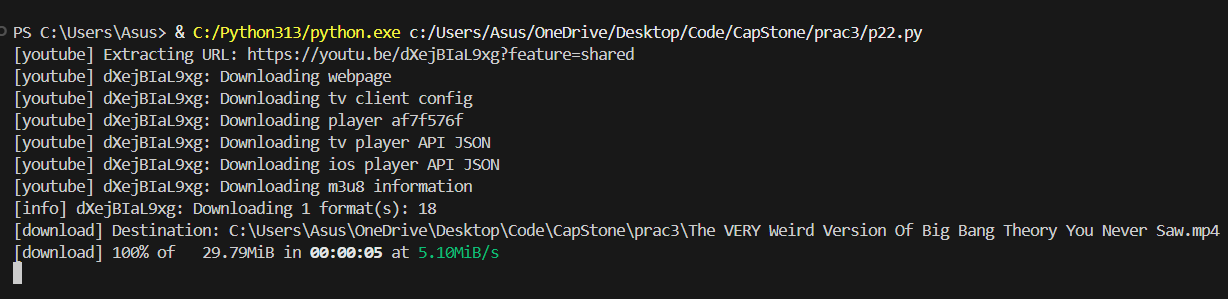 PS C:\Users\Asus> & C:/Python313/python.exe c:/Users/Asus/OneDrive/Desktop/Code/CapStone/prac3/p22.py
[youtube] Extracting URL: https://youtu.be/dXejBIaL9xg?feature=shared
[youtube] dXejBIaL9xg: Downloading webpage
[youtube] dXejBIaL9xg: Downloading tv client config
[youtube] dXejBIaL9xg: Downloading player af7f576f
[youtube] dXejBIaL9xg: Downloading tv player API JSON
[youtube] dXejBIaL9xg: Downloading ios player API JSON
[youtube] dXejBIaL9xg: Downloading m3u8 information
[info] dXejBIaL9xg: Downloading 1 format(s): 18
[download] Destination: C:\Users\Asus\OneDrive\Desktop\Code\CapStone\prac3\The VERY Weird Version Of Big Bang Theory You Never Saw.mp4
[download] 100% of   29.79MiB in 00:00:05 at 5.10MiB/s